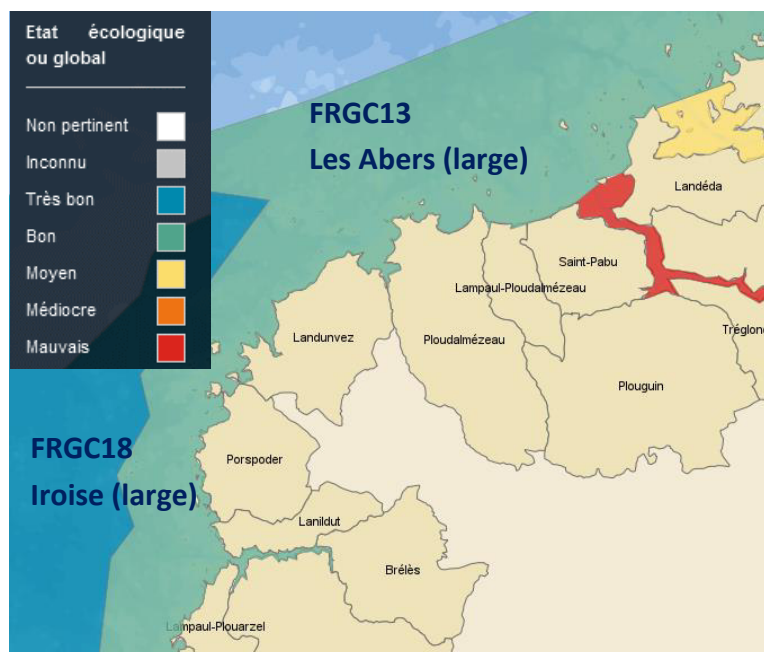 Etat écologique
ou global
Non pertinent
Inconnu
Très bon
Bon
Moyen
Médiocre
Mauvais
FRGC13
Les Abers (large)
Landéda
Saint-Pabu
Lampaul-Ploudalmézeau
Landunvez
Ploudalmézeau
Tréglono
Plouguin
FRGC18
Iroise (large)
Porspoder
Lanildut
Brélès
Lampaul-Plouarzel